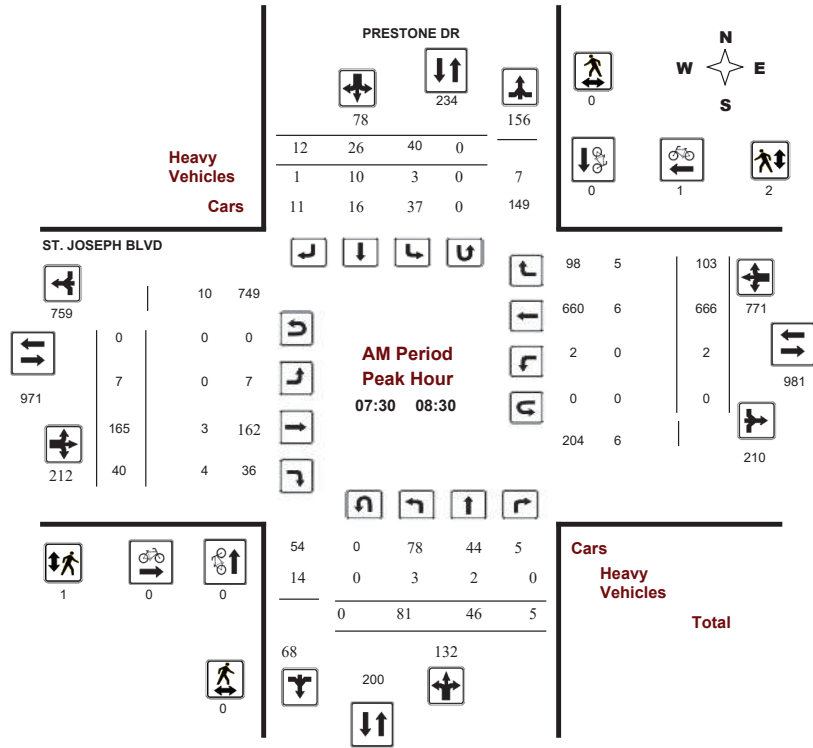 PRESTONE DR
N
W E
S
234
0
78 156
12 26 40 0
Heavy
Vehicles
1 10 3 0 7
0 1 2
Cars 11 16 37 0 149
ST. JOSEPH BLVD
98 5 103
10 749
759
660 6 666 771
0 0 0
AM Period
Peak Hour
2 0 2
971
7 0 7
981
07:30 08:30
0 0 0
165 3 162
204 6
210
212
40 4 36
54 0 78 44 5 Cars
14 0 3 2 0 Heavy
Vehicles
1 0 0
0 81 46 5 Total
68 132
200
0